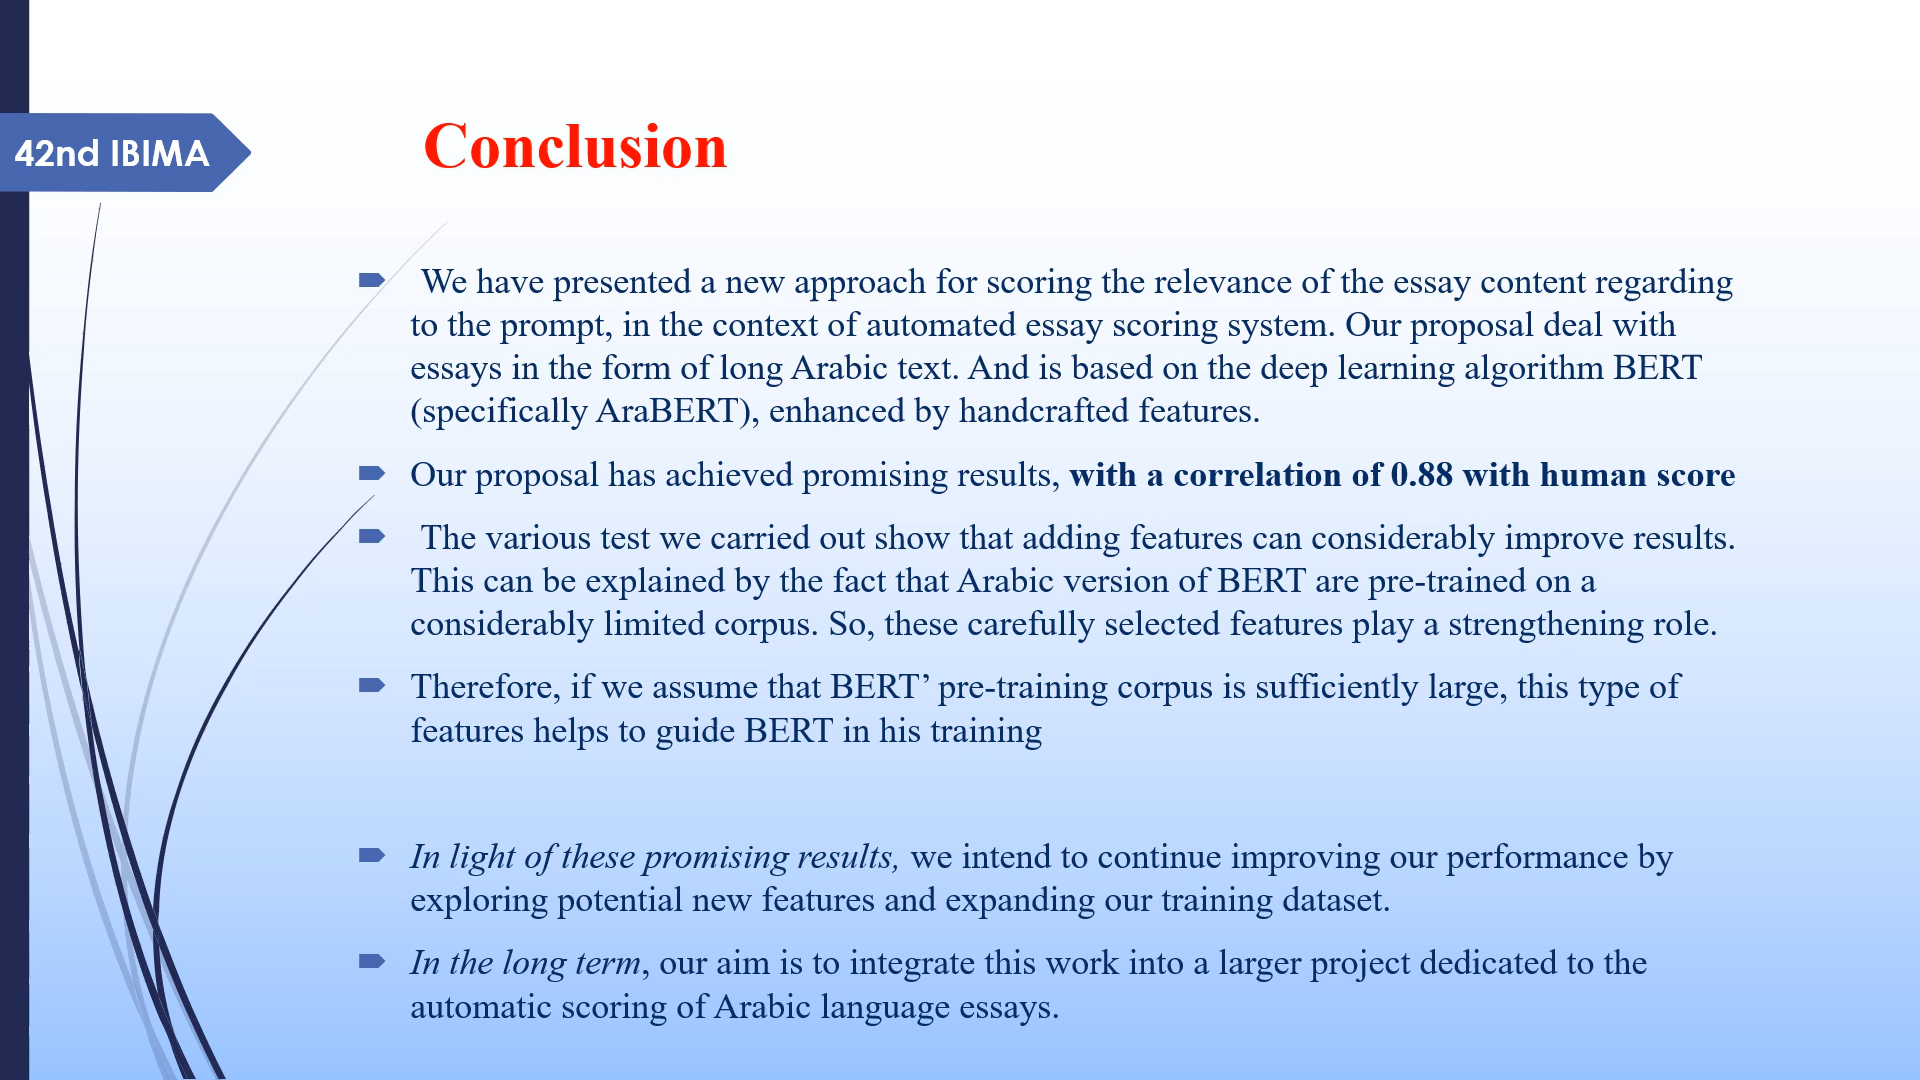 42nd IBIMA
Conclusion
We have presented a new approach for scoring the relevance of the essay content regarding
to the prompt, in the context of automated essay scoring system. Our proposal deal with
essays in the form of long Arabic text. And is based on the deep learning algorithm BERT
(specifically AraBERT), enhanced by handcrafted features.
Our proposal has achieved promising results, with a correlation of 0.88 with human score
The various test we carried out show that adding features can considerably improve results.
This can be explained by the fact that Arabic version of BERT are pre-trained on a
considerably limited corpus. So, these carefully selected features play a strengthening role.
Therefore, if we assume that BERT’ pre-training corpus is sufficiently large, this type of
features helps to guide BERT in his training
In light of these promising results, we intend to continue improving our performance by
exploring potential new features and expanding our training dataset.
In the long term, our aim is to integrate this work into a larger project dedicated to the
automatic scoring of Arabic language essays.